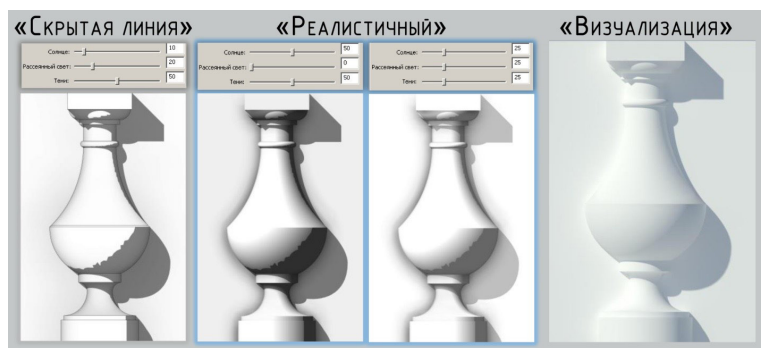 «Скрытая линия»
«Реалистичный»
«Визуализация»
Солнце: 10
Рассеянный свет: 20
Тени: 50
Солнце: 50
Рассеянный свет: 0
Тени: 50
Солнце: 25
Рассеянный свет: 25
Тени: 25